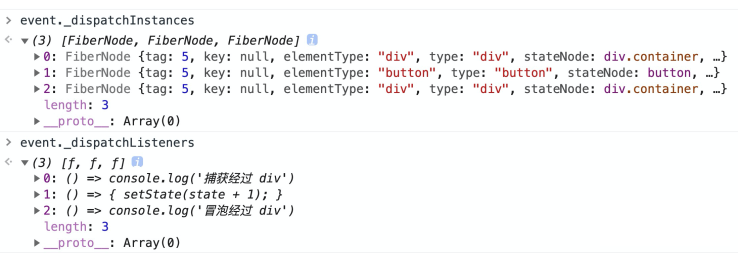 > event._dispatchInstances
<· ▼(3) [FiberNode, FiberNode, FiberNode] i
▶0: FiberNode {tag: 5, key: null, elementType: "div", type: "div", stateNode: div.container, …}
▶1: FiberNode {tag: 5, key: null, elementType: "button", type: "button", stateNode: button, …}
▶2: FiberNode {tag: 5, key: null, elementType: "div", type: "div", stateNode: div.container, …}
length: 3
▶__proto__: Array(0)
> event._dispatchListeners
<· ▼(3) [ƒ, ƒ, ƒ] i
▶0: () => console.log('捕获经过 div')
▶1: () => { setState(state + 1); }
▶2: () => console.log('冒泡经过 div')
length: 3
▶__proto__: Array(0)